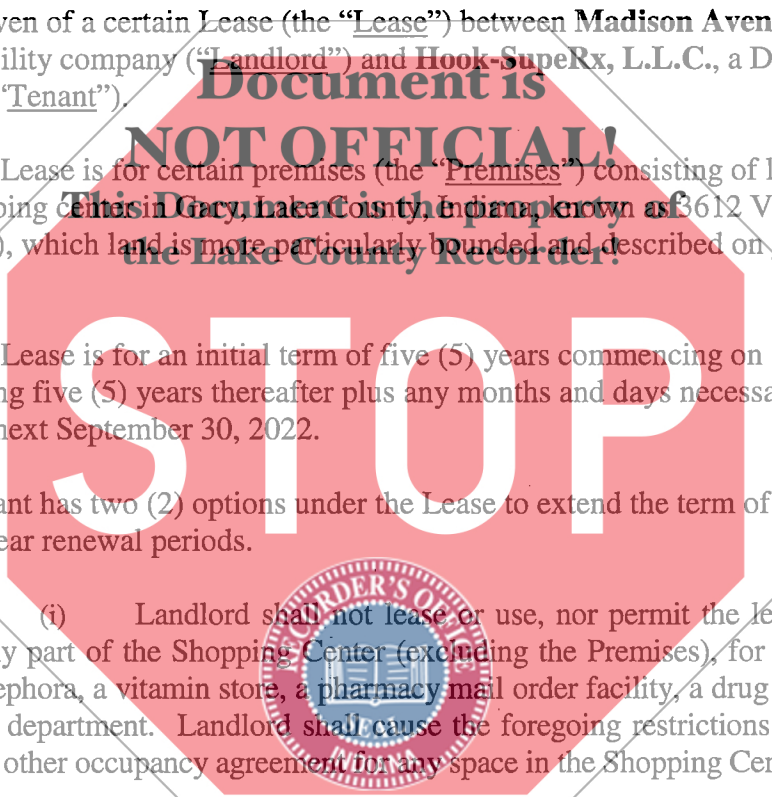 ven of a certain Lease (the “Lease”) between Madison Aven
ility company (“Landlord”) and Hook-SupeRx, L.L.C., a D
“Tenant”).
Document is
NOT OFFICIAL!
This Document is the property of
the Lake County Recorder!
Lease is for certain premises (the “Premises”) consisting of l
ping center in Gary, Lake County, Indiana, known as 3612 V
), which land is more particularly bounded and described on
STOP
Lease is for an initial term of five (5) years commencing on
ng five (5) years thereafter plus any months and days necessa
next September 30, 2022.
ant has two (2) options under the Lease to extend the term of
ear renewal periods.
(i) Landlord shall not lease or use, nor permit the le
y part of the Shopping Center (excluding the Premises), for
ephora, a vitamin store, a pharmacy mail order facility, a drug
department. Landlord shall cause the foregoing restrictions
other occupancy agreement for any space in the Shopping Cen
RECORDER'S OFFICE
SEAL
INDIANA